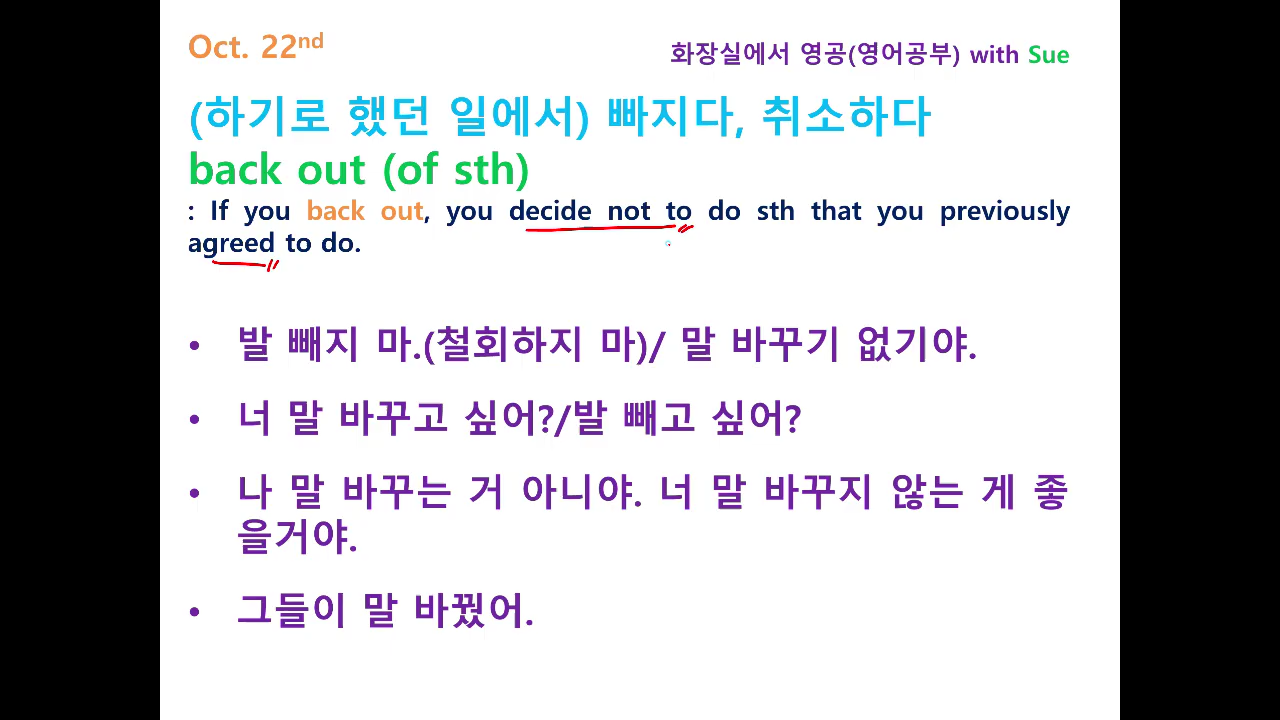 Oct. 22nd
화장실에서 영공(영어공부) with Sue
(하기로 했던 일에서) 빠지다, 취소하다
back out (of sth)
: If you back out, you decide not to do sth that you previously
agreed to do.
• 발 빼지 마.(철회하지 마)/ 말 바꾸기 없기야.
• 너 말 바꾸고 싶어?/발 빼고 싶어?
• 나 말 바꾸는 거 아니야. 너 말 바꾸지 않는 게 좋
을거야.
• 그들이 말 바꿨어.